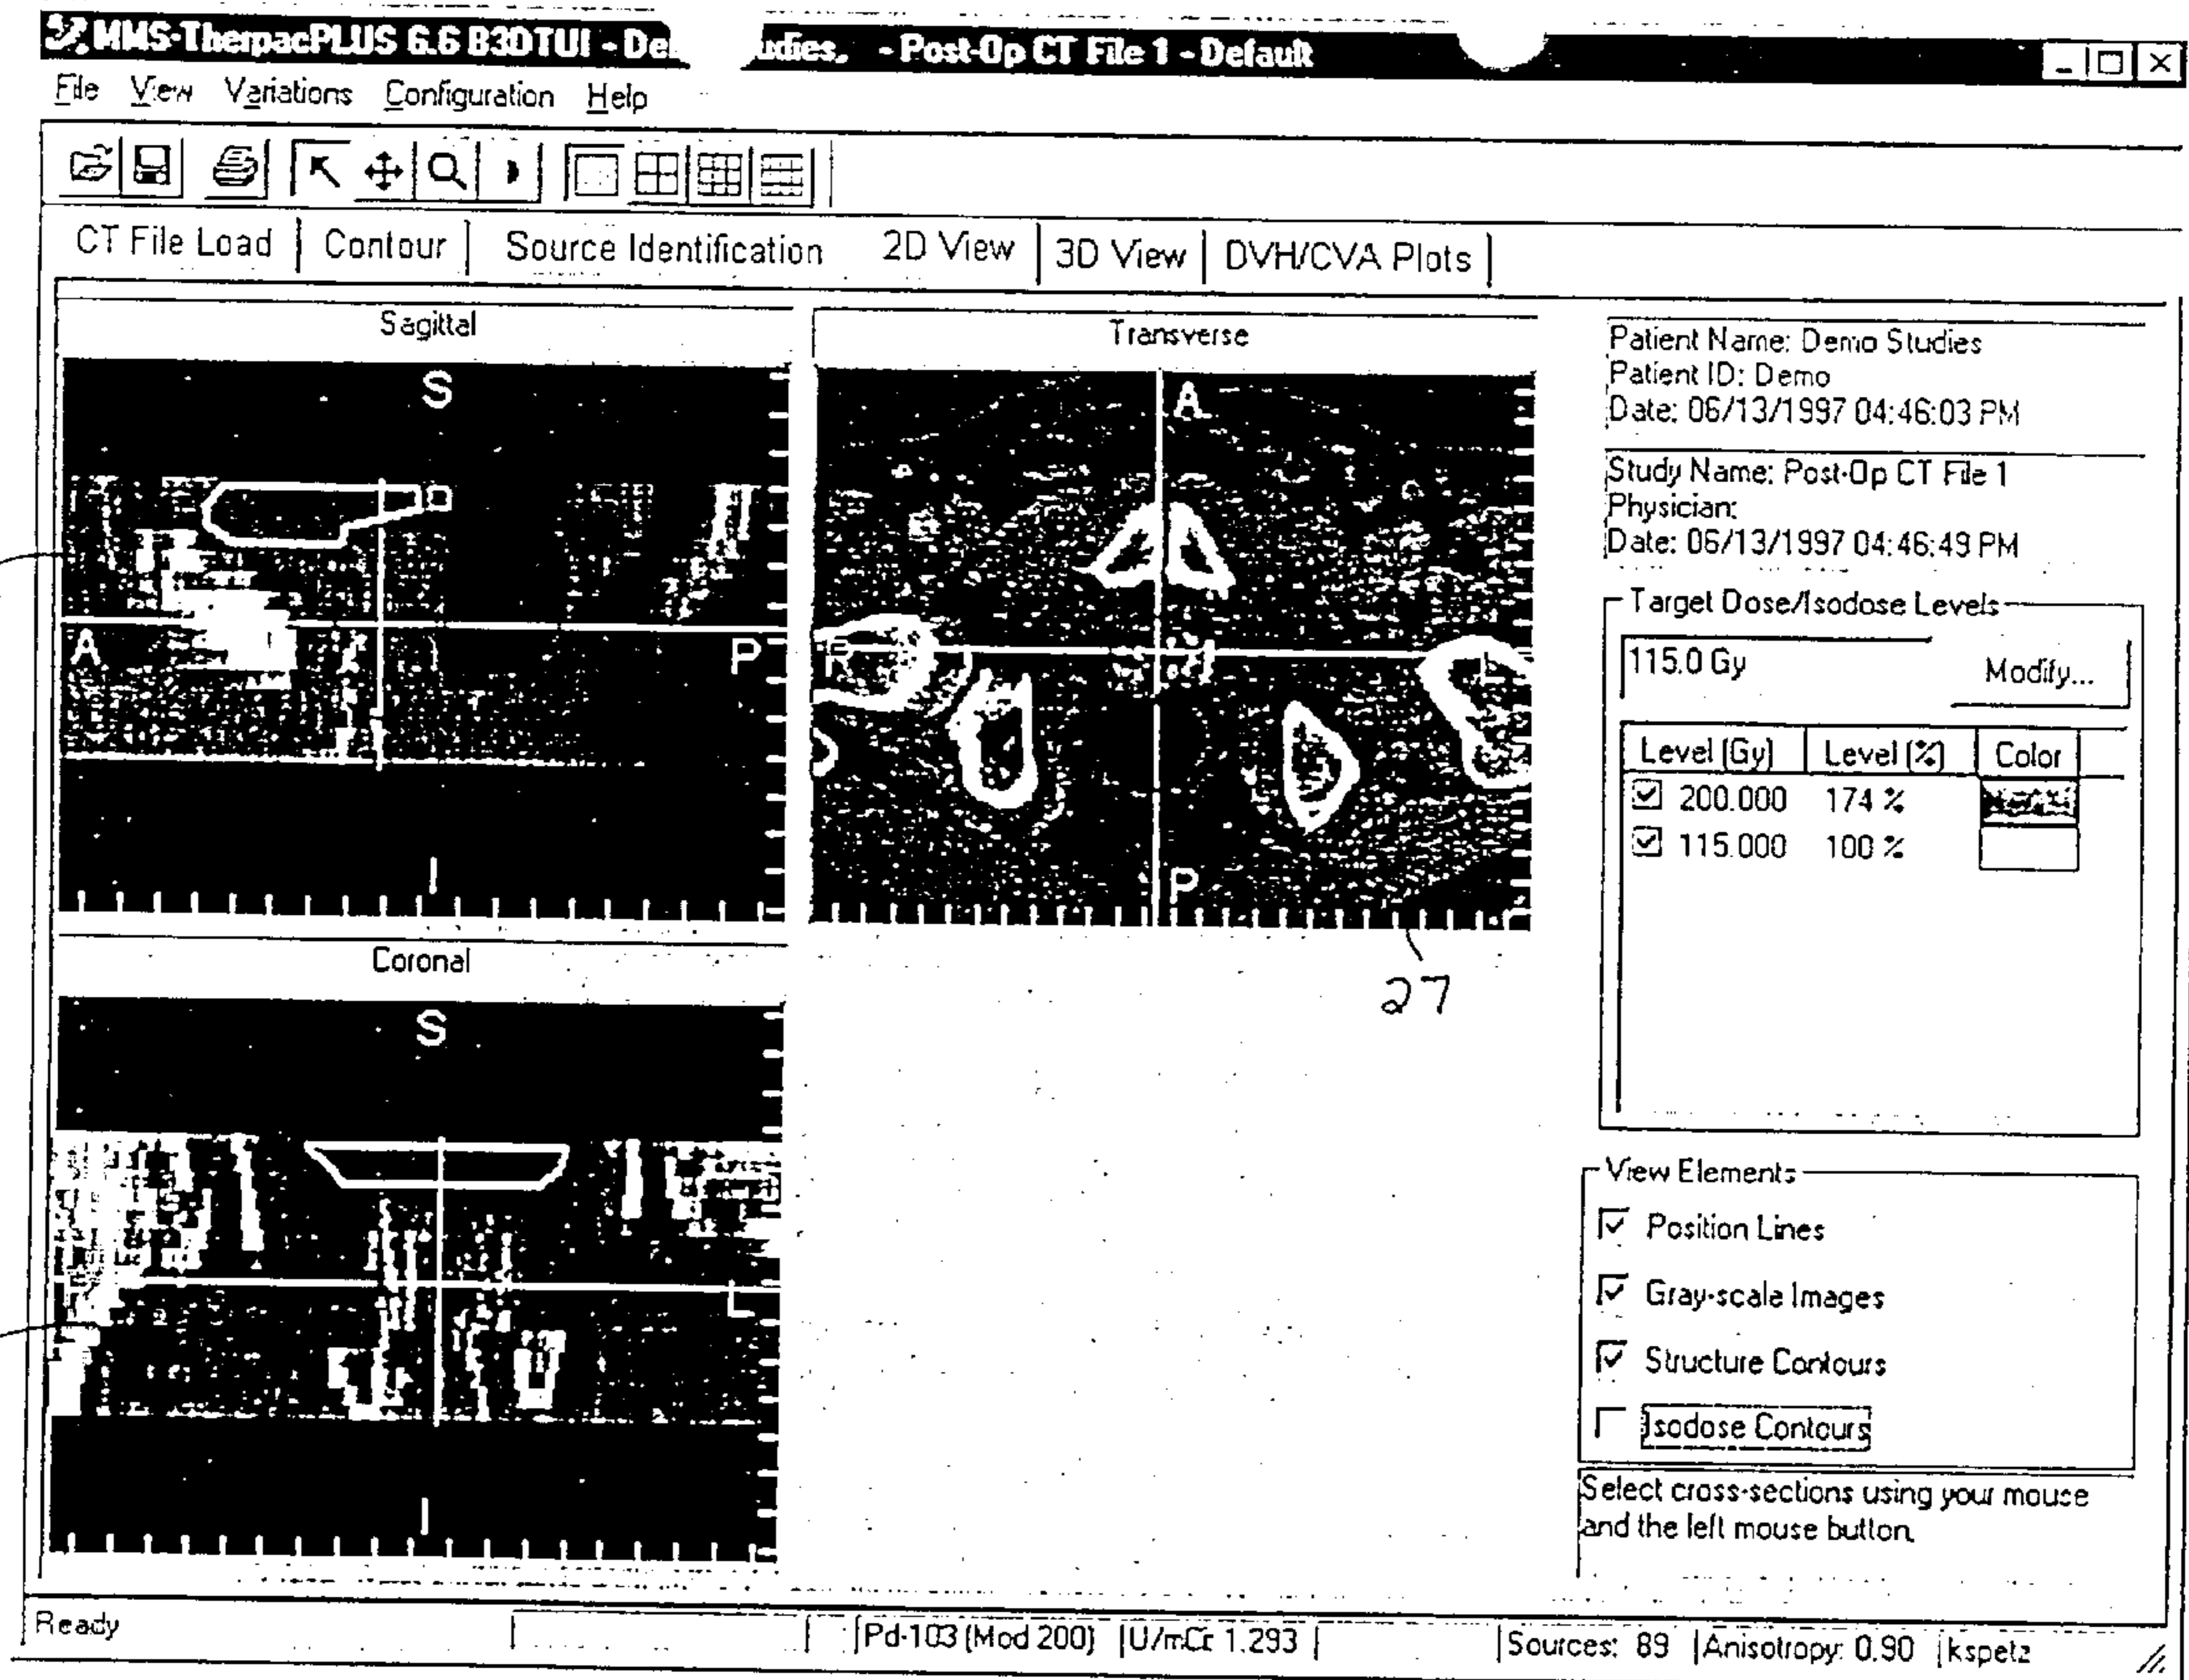 MMS-TherpacPLUS 6.6 B3DTUI - De udies, - Post-Op CT File 1 - Default
File View Variations Configuration Help
CT File Load Contour Source Identification 2D View 3D View DVH/CVA Plots
Sagittal
S
A P
I
Transverse
A
R L
P
27
Coronal
S
L
I
Patient Name: Demo Studies
Patient ID: Demo
Date: 06/13/1997 04:46:03 PM
Study Name: Post-Op CT File 1
Physician:
Date: 06/13/1997 04:46:49 PM
Target Dose/Isodose Levels
115.0 Gy Modify...
Level (Gy) Level (%) Color
200.000 174 %
115.000 100 %
View Elements
Position Lines
Gray-scale Images
Structure Contours
Isodose Contours
Select cross-sections using your mouse
and the left mouse button.
Ready Pd-103 (Mod 200) U/mCi: 1.293 Sources: 89 Anisotropy: 0.90 kspetz